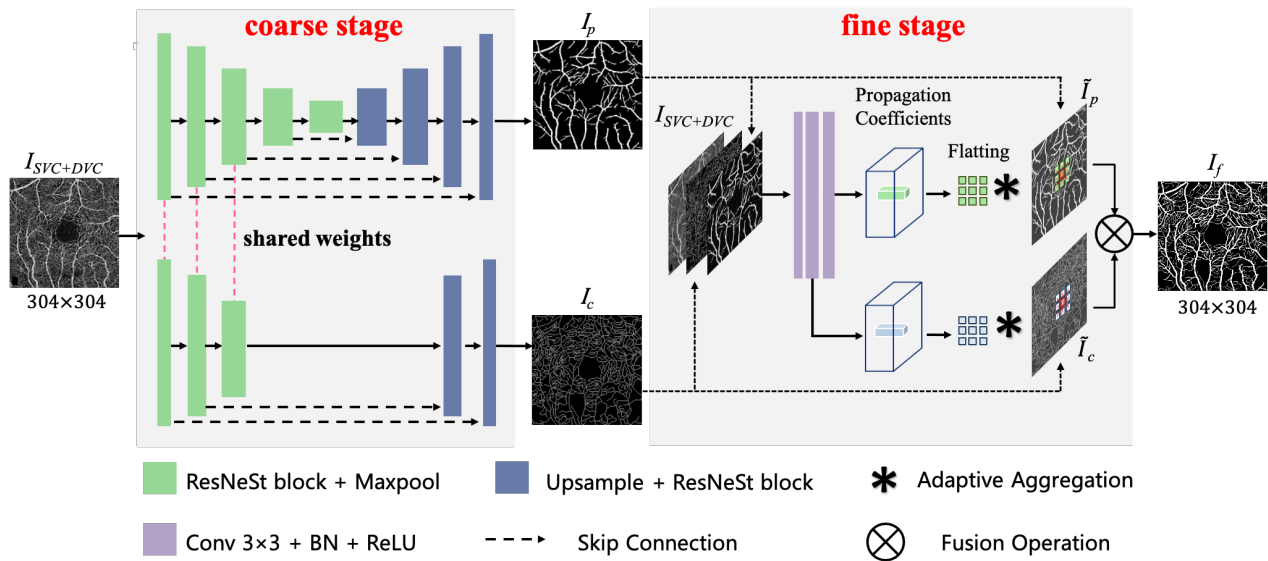 coarse stage
fine stage
I_p
I_SVC+DVC
304×304
shared weights
I_c
I_SVC+DVC
Propagation
Coefficients
Flatting
Ĩ_p
Ĩ_c
I_f
304×304
ResNeSt block + Maxpool
Upsample + ResNeSt block
Adaptive Aggregation
Conv 3×3 + BN + ReLU
Skip Connection
Fusion Operation